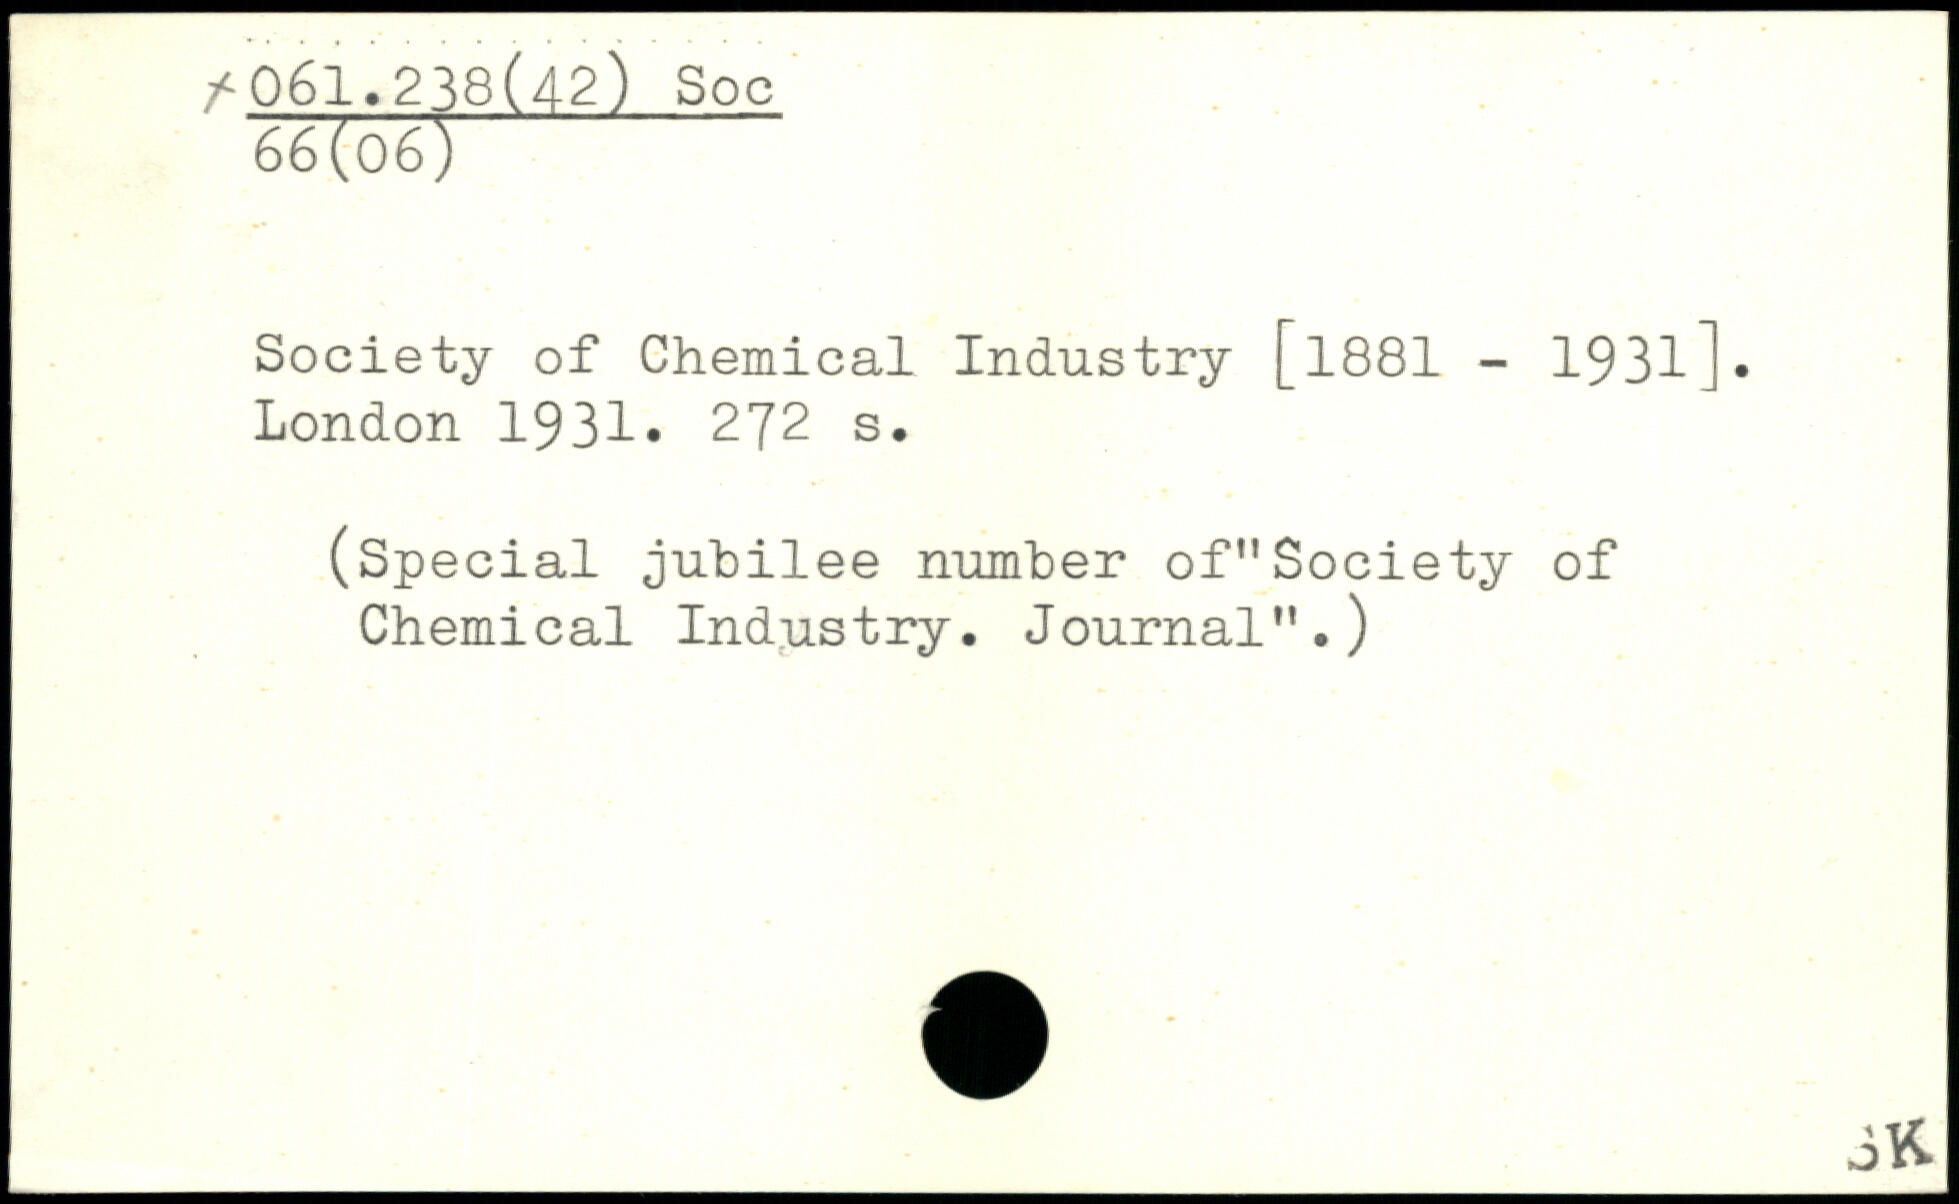 +061.238(42) Soc
66(06)
Society of Chemical Industry [1881 - 1931].
London 1931. 272 s.
(Special jubilee number of"Society of
Chemical Industry. Journal".)
SK